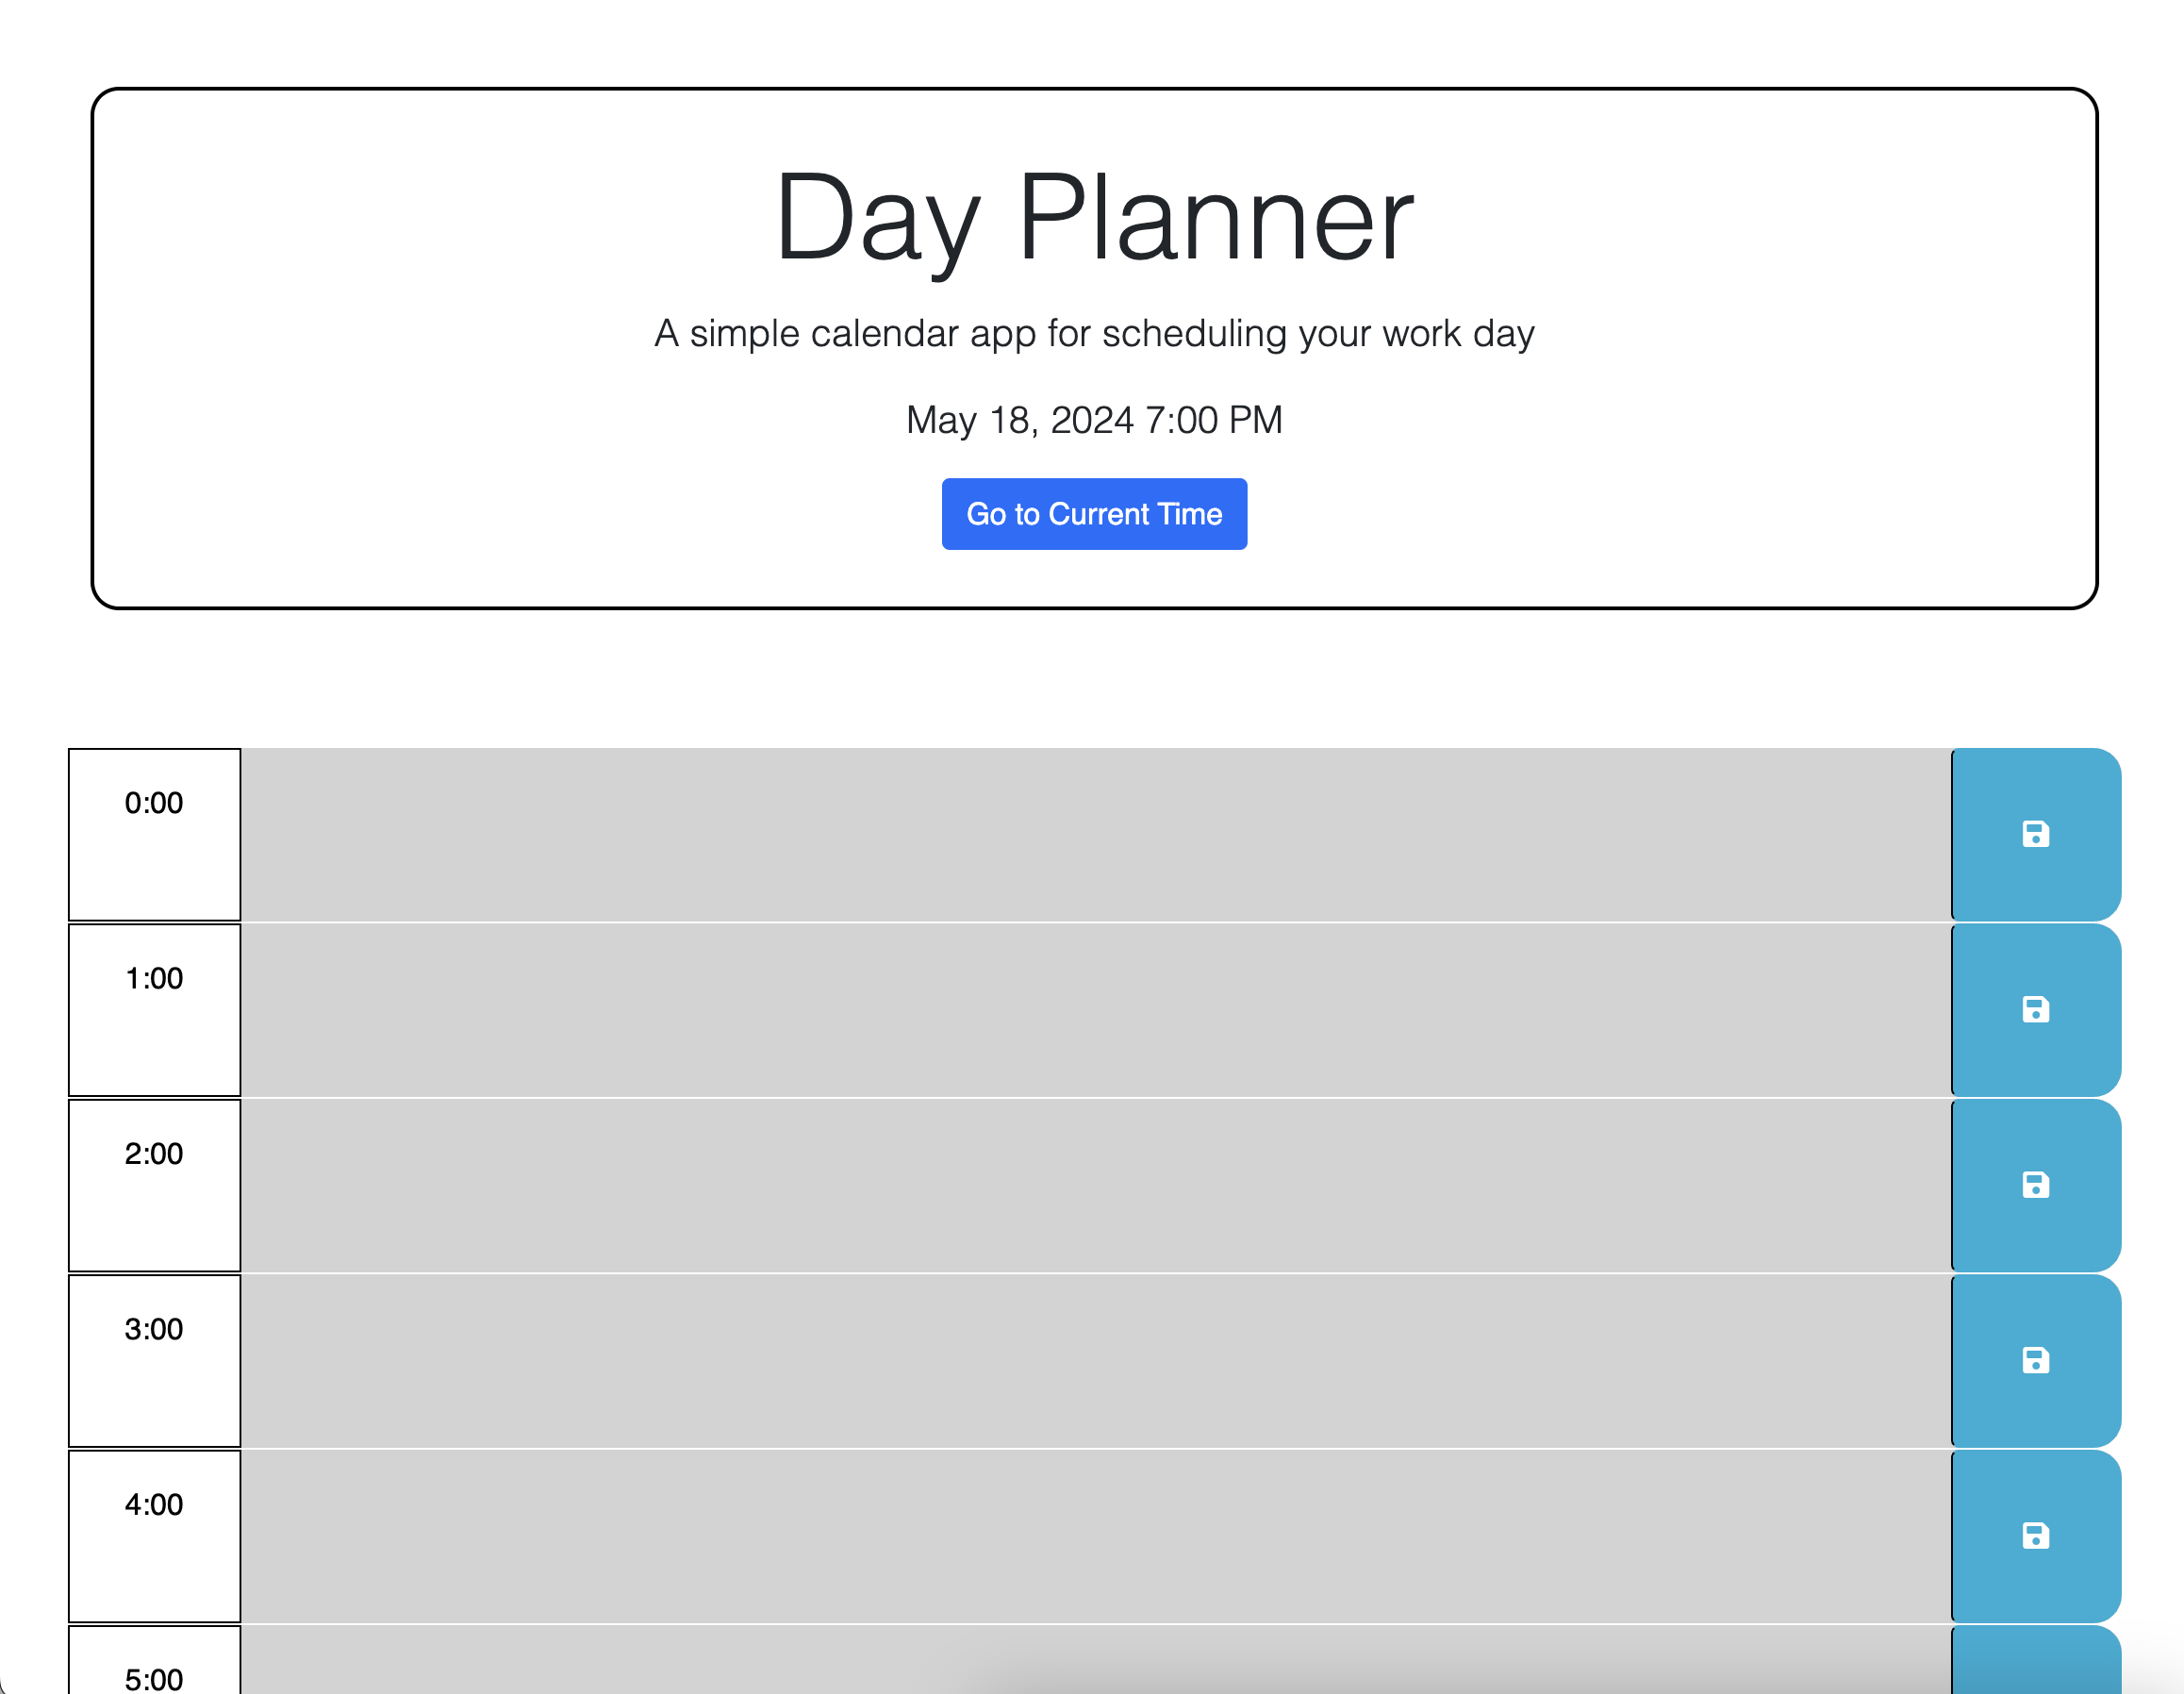 Day Planner
A simple calendar app for scheduling your work day
May 18, 2024 7:00 PM
Go to Current Time
0:00
1:00
2:00
3:00
4:00
5:00